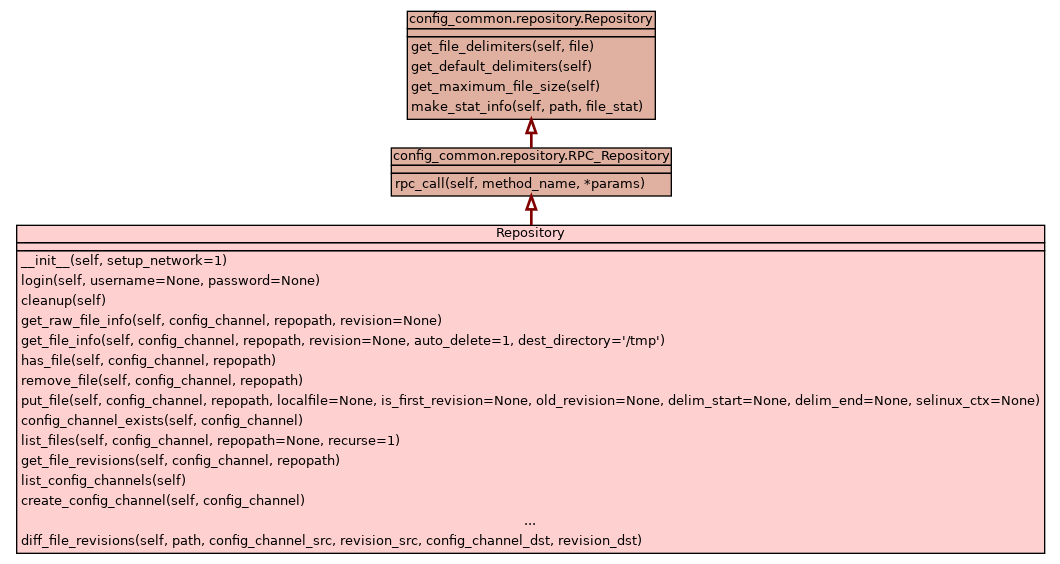 config_common.repository.Repository
get_file_delimiters(self, file)
get_default_delimiters(self)
get_maximum_file_size(self)
make_stat_info(self, path, file_stat)
config_common.repository.RPC_Repository
rpc_call(self, method_name, *params)
Repository
__init__(self, setup_network=1)
login(self, username=None, password=None)
cleanup(self)
get_raw_file_info(self, config_channel, repopath, revision=None)
get_file_info(self, config_channel, repopath, revision=None, auto_delete=1, dest_directory='/tmp')
has_file(self, config_channel, repopath)
remove_file(self, config_channel, repopath)
put_file(self, config_channel, repopath, localfile=None, is_first_revision=None, old_revision=None, delim_start=None, delim_end=None, selinux_ctx=None)
config_channel_exists(self, config_channel)
list_files(self, config_channel, repopath=None, recurse=1)
get_file_revisions(self, config_channel, repopath)
list_config_channels(self)
create_config_channel(self, config_channel)
...
diff_file_revisions(self, path, config_channel_src, revision_src, config_channel_dst, revision_dst)